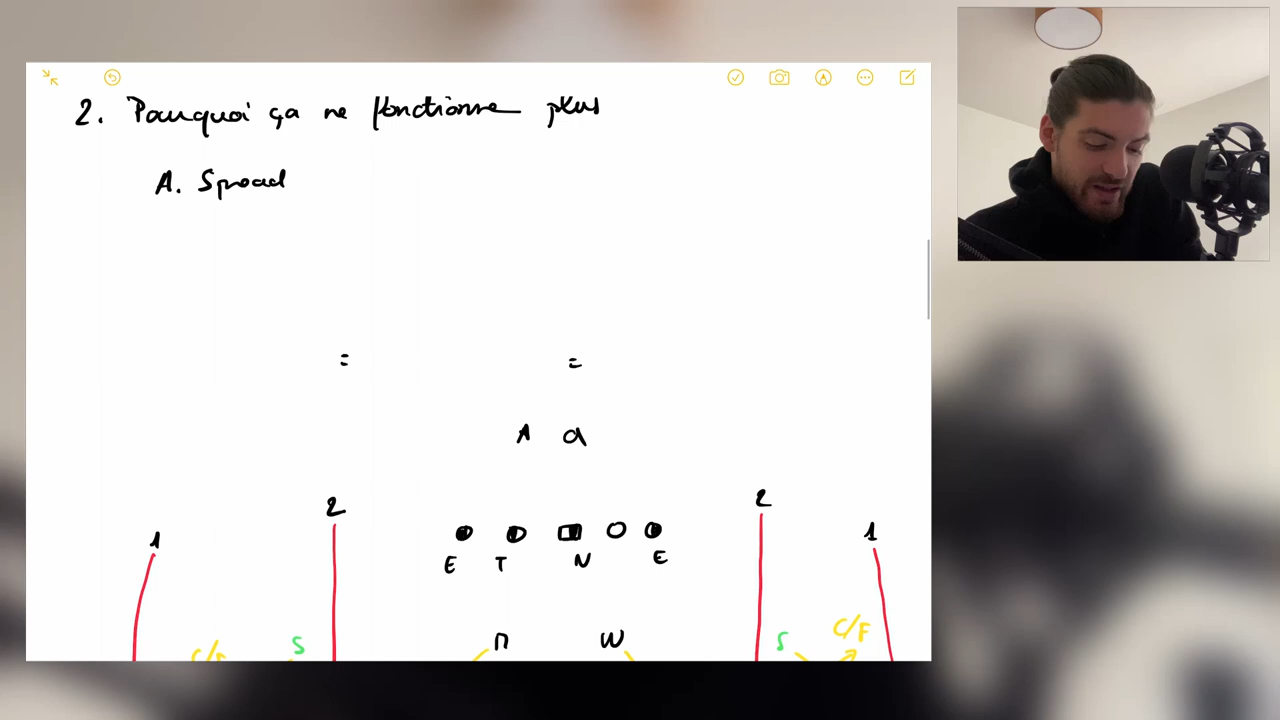 2. Pourquoi ça ne fonctionne plus
A. Spread
= =
A Q
2 2
1 1
E T N E
S S C/F
C/F M W